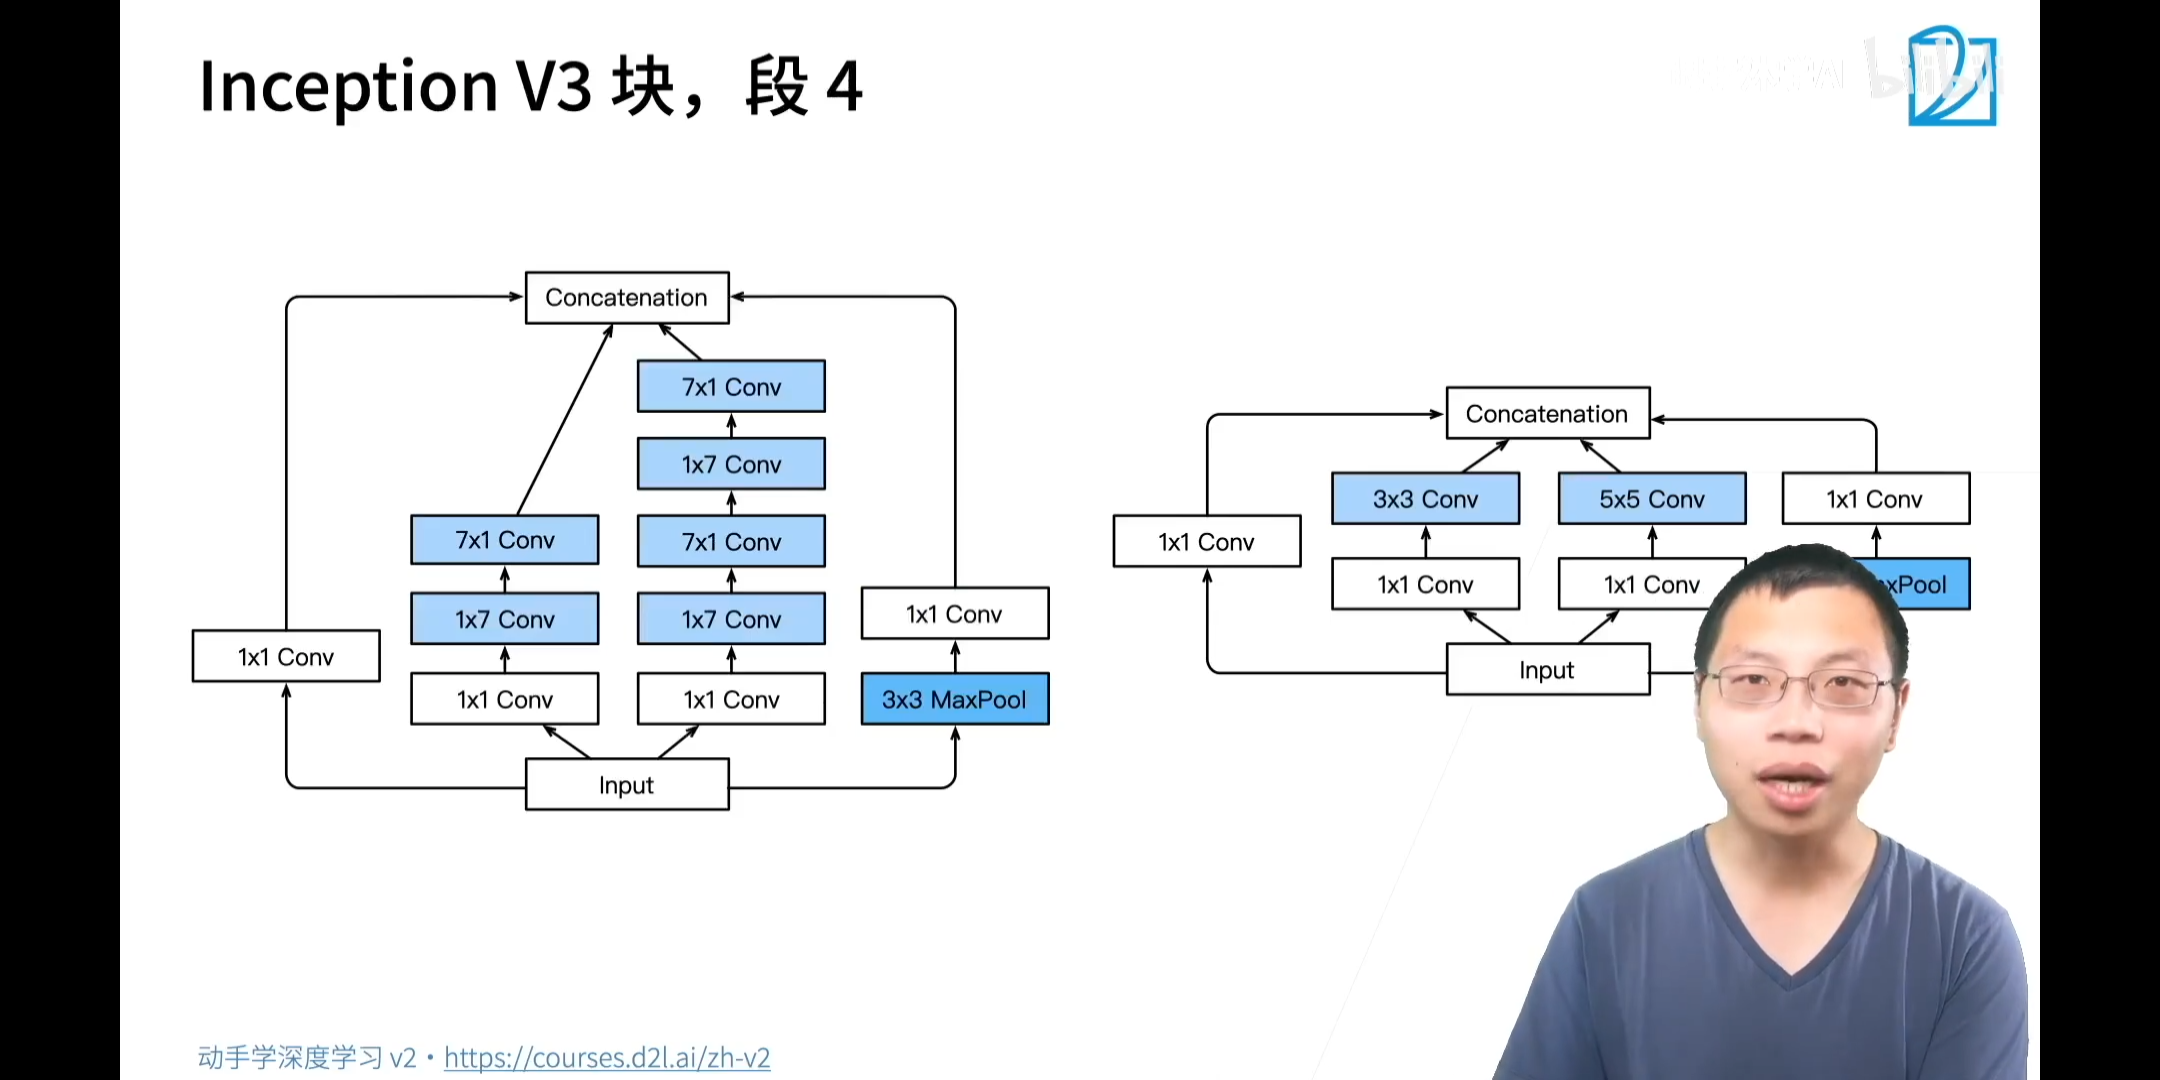 Inception V3 块，段 4
bilibili
Concatenation
7x1 Conv
1x7 Conv
7x1 Conv
7x1 Conv
1x7 Conv
1x7 Conv
1x1 Conv
1x1 Conv
1x1 Conv
1x1 Conv
3x3 MaxPool
Input
Concatenation
3x3 Conv
5x5 Conv
1x1 Conv
1x1 Conv
1x1 Conv
1x1 Conv
xPool
Input
动手学深度学习 v2 • https://courses.d2l.ai/zh-v2